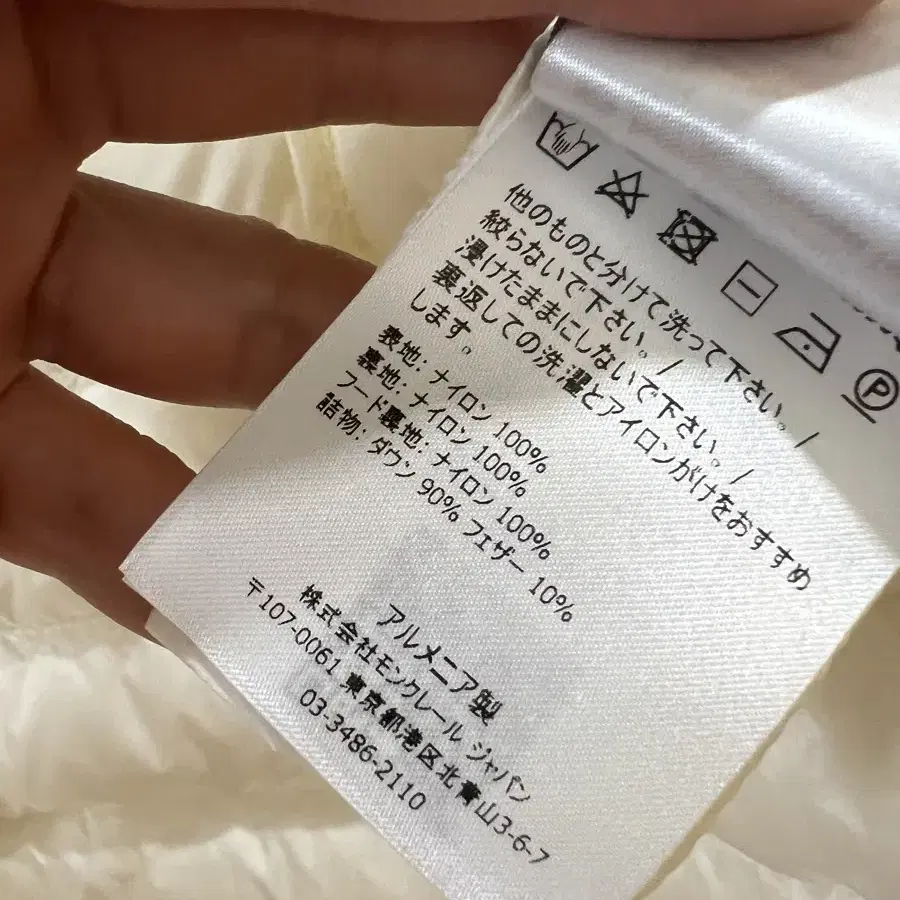 他のものと分けて洗って下さい。/
絞らないで下さい。/
浸けたままにしないで下さい。/
裏返しての洗濯とアイロンがけをおすすめ
します。
表地: ナイロン 100%
裏地: ナイロン 100%
フード裏地: ナイロン 100%
詰物: ダウン 90% フェザー 10%
アルメニア製
株式会社モンクレール ジャパン
〒107-0061 東京都港区北青山3-6-7
03-3486-2110
P